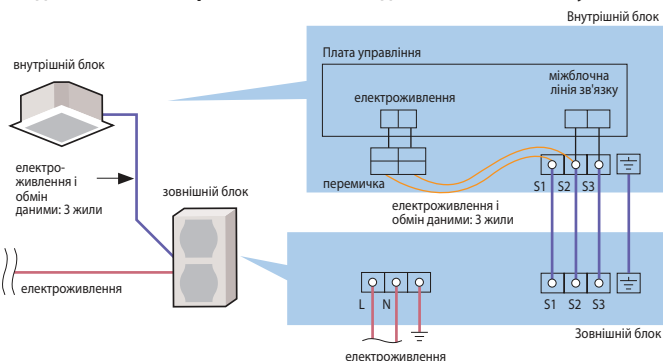 Внутрішній блок
Плата управління
внутрішній блок
електроживлення
міжблочна
лінія зв'язку
електро-
живлення і
обмін
даними: 3 жили
зовнішній блок
перемичка
S1 S2 S3
електроживлення і
обмін даними: 3 жили
електроживлення
L N
S1 S2 S3
Зовнішній блок
електроживлення